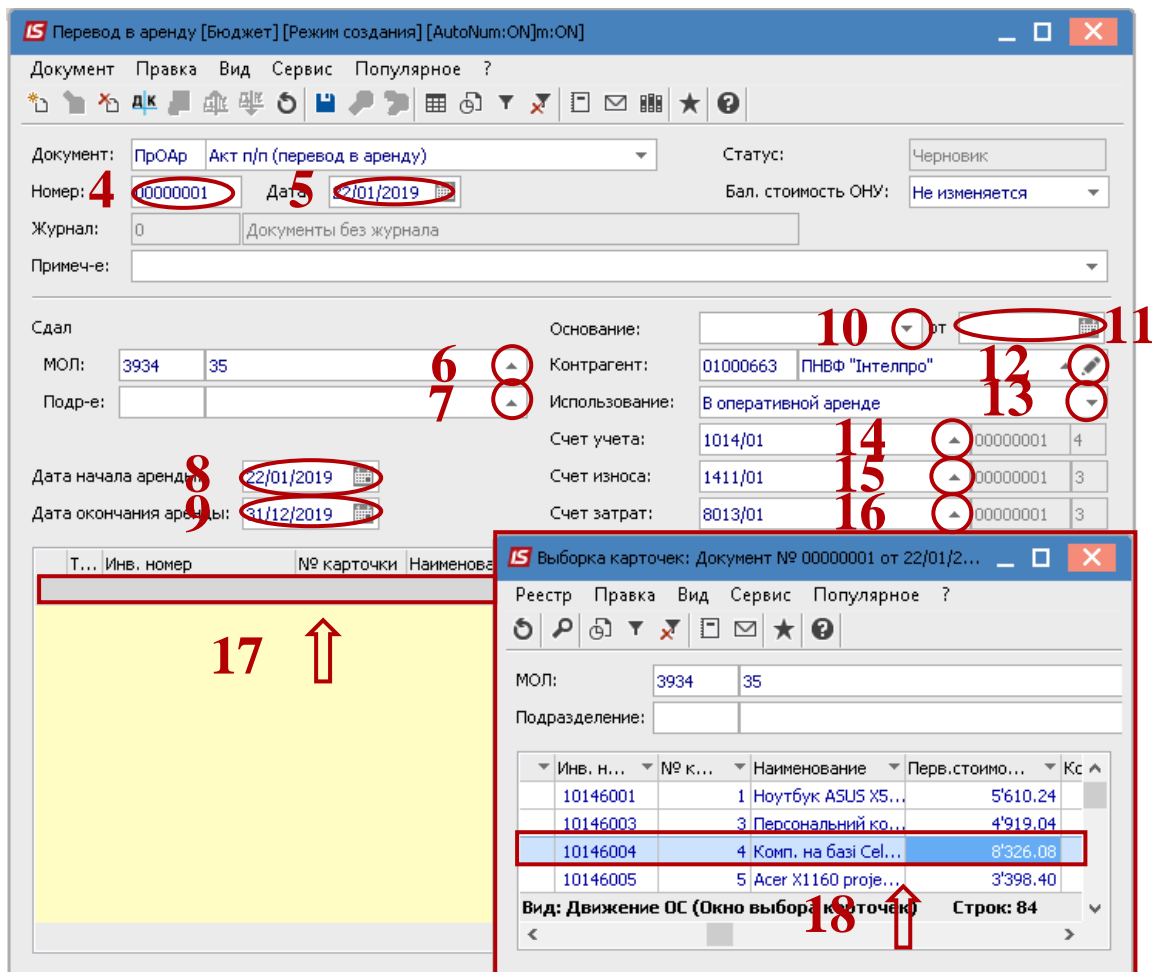 Перевод в аренду [Бюджет] [Режим создания] [AutoNum:ON]m:ON]
Документ Правка Вид Сервис Популярное ?
Документ: ПрОАр Акт п/п (перевод в аренду) Статус: Черновик
Номер: 4 00000001 Дата 5 22/01/2019 Бал. стоимость ОНУ: Не изменяется
Журнал: 0 Документы без журнала
Примеч-е:
Сдал Основание: 10 от 11
МОЛ: 3934 35 6 Контрагент: 01000663 ПНВФ "Інтелпро" 12
Подр-е: 7 Использование: В оперативной аренде 13
Счет учета: 1014/01 14 00000001 4
Дата начала аренды: 8 22/01/2019 Счет износа: 1411/01 15 00000001 3
Дата окончания аренды: 9 31/12/2019 Счет затрат: 8013/01 16 00000001 3
Т... Инв. номер № карточки Наименова
17
Выборка карточек: Документ № 00000001 от 22/01/2...
Реестр Правка Вид Сервис Популярное ?
МОЛ: 3934 35
Подразделение:
Инв. н... № к... Наименование Перв.стоимо... Кс
10146001 1 Ноутбук ASUS X5... 5'610.24
10146003 3 Персональний ко... 4'919.04
10146004 4 Комп. на базі Cel... 8'326.08
10146005 5 Acer X1160 proje... 3'398.40
Вид: Движение ОС (Окно выбора карточек) Строк: 84
18